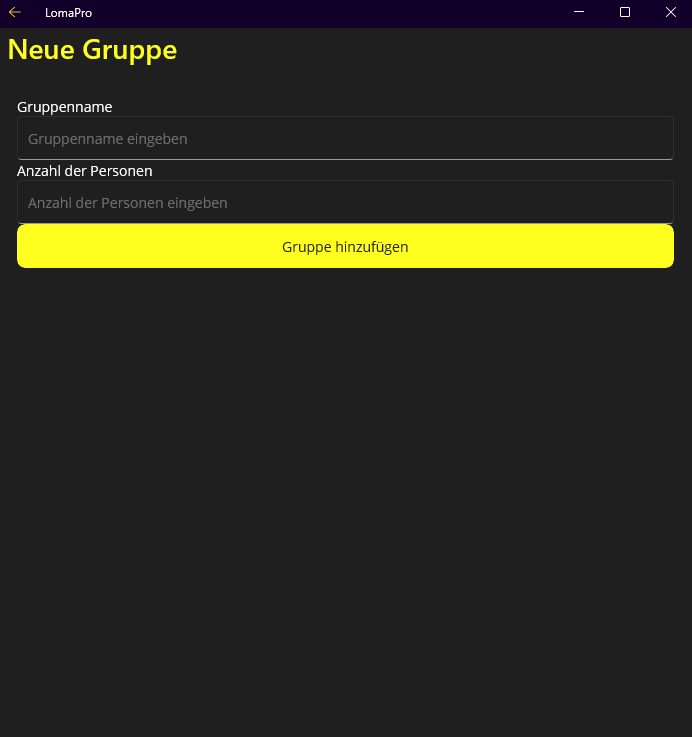 LomaPro
Neue Gruppe
Gruppenname
Gruppenname eingeben
Anzahl der Personen
Anzahl der Personen eingeben
Gruppe hinzufügen